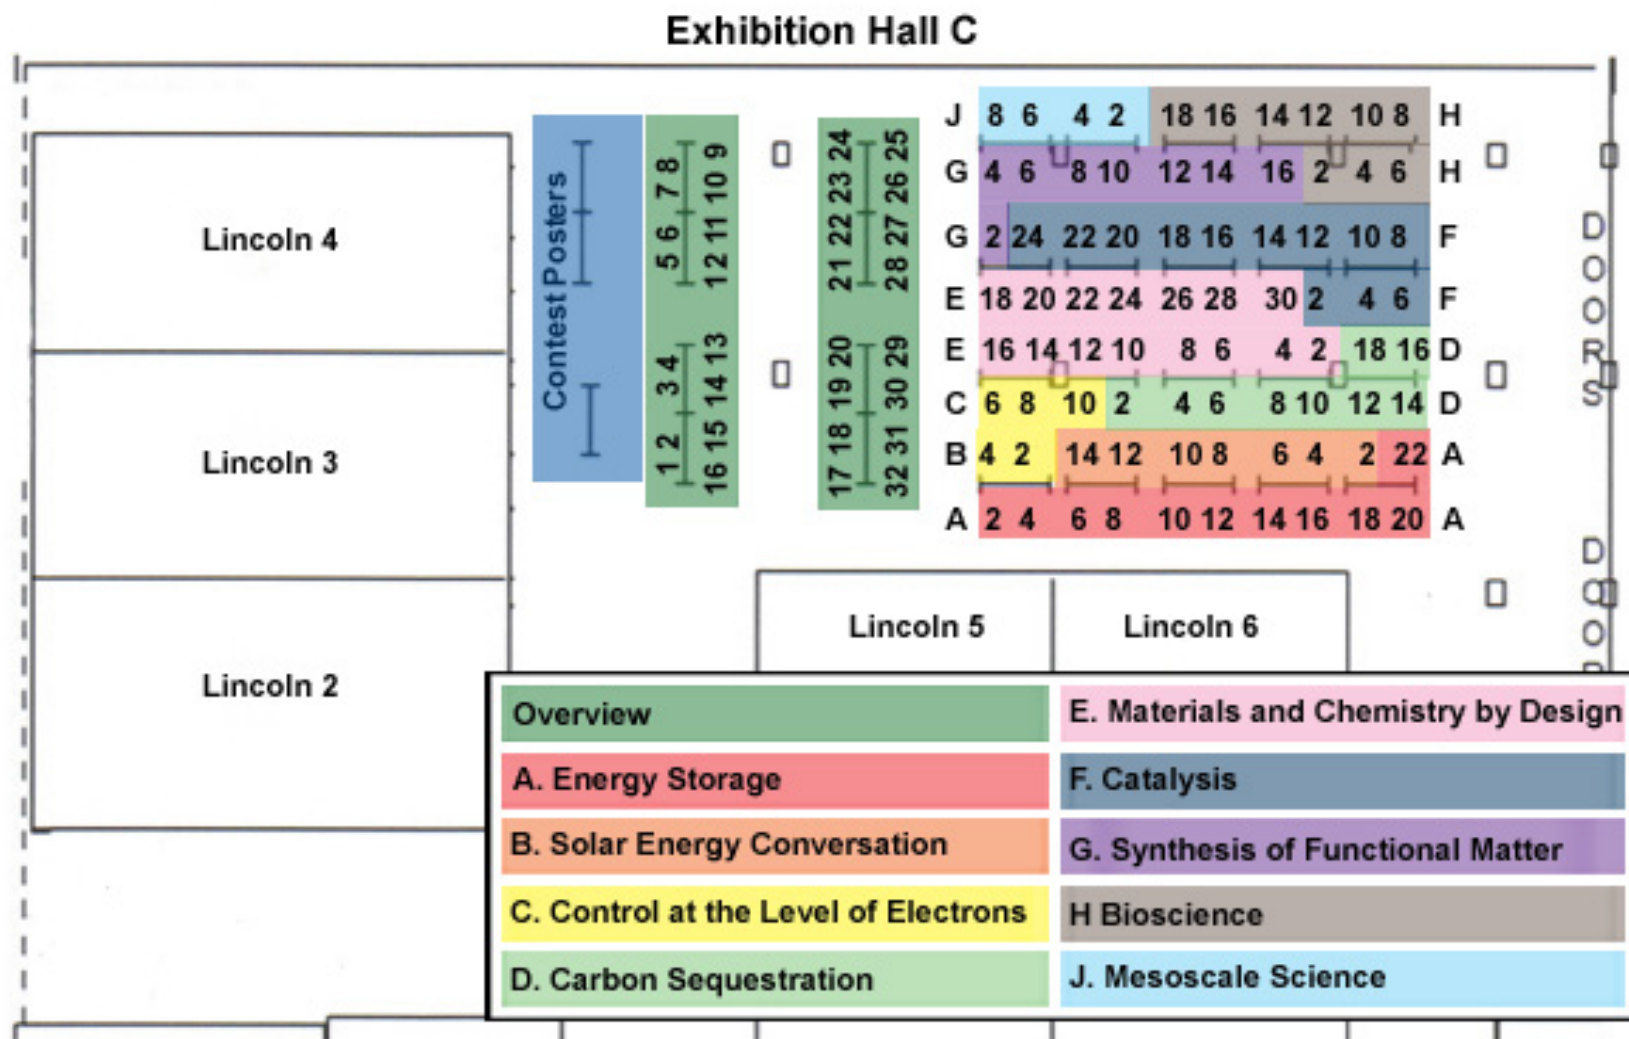 Exhibition Hall C
J 8 6 4 2 18 16 14 12 10 8 H
G 4 6 8 10 12 14 16 2 4 6 H
G 2 24 22 20 18 16 14 12 10 8 F
E 18 20 22 24 26 28 30 2 4 6 F
E 16 14 12 10 8 6 4 2 18 16 D
C 6 8 10 2 4 6 8 10 12 14 D
B 4 2 14 12 10 8 6 4 2 22 A
A 2 4 6 8 10 12 14 16 18 20 A
Contest Posters
1 2 3 4 5 6 7 8
16 15 14 13 12 11 10 9
17 18 19 20 21 22 23 24
32 31 30 29 28 27 26 25
Lincoln 4
Lincoln 3
Lincoln 2
Lincoln 5
Lincoln 6
DOORS
DOO
Overview
A. Energy Storage
B. Solar Energy Conversation
C. Control at the Level of Electrons
D. Carbon Sequestration
E. Materials and Chemistry by Design
F. Catalysis
G. Synthesis of Functional Matter
H Bioscience
J. Mesoscale Science